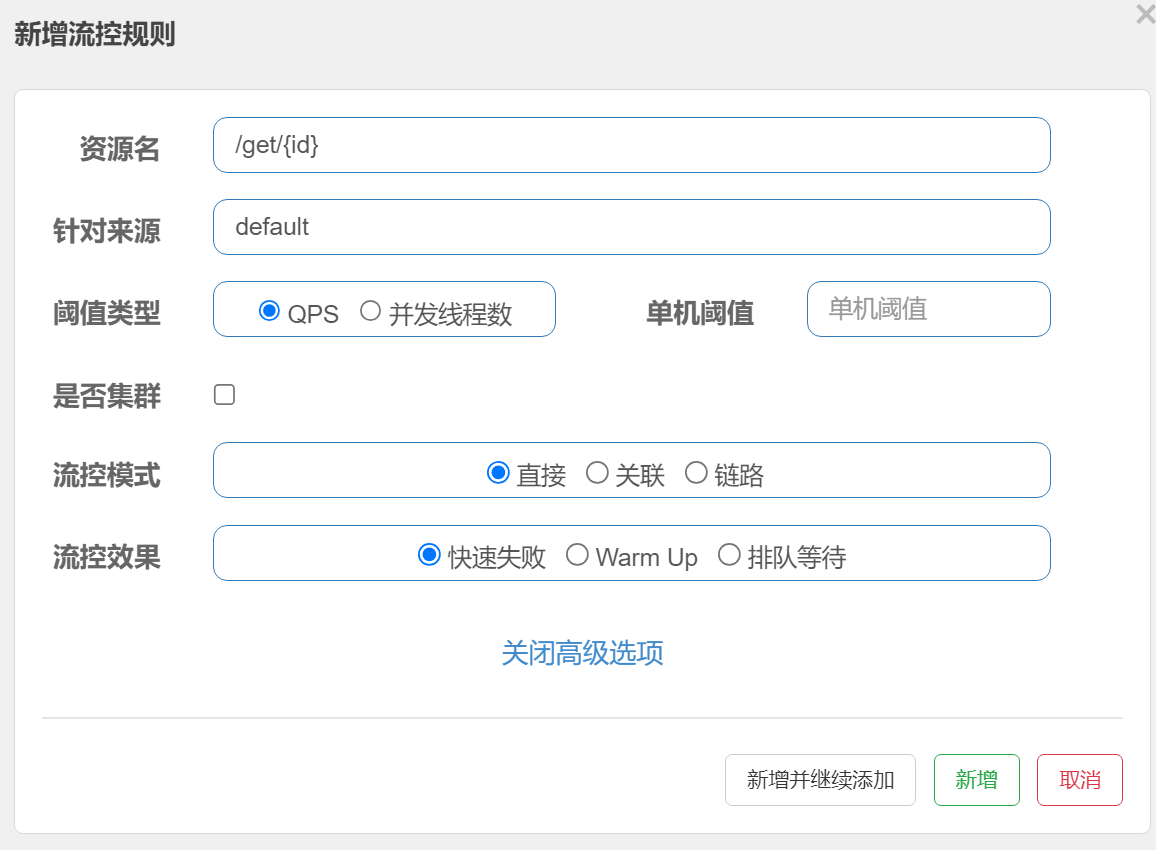 新增流控规则
资源名 /get/{id}
针对来源 default
阈值类型 QPS 并发线程数 单机阈值 单机阈值
是否集群
流控模式 直接 关联 链路
流控效果 快速失败 Warm Up 排队等待
关闭高级选项
新增并继续添加 新增 取消